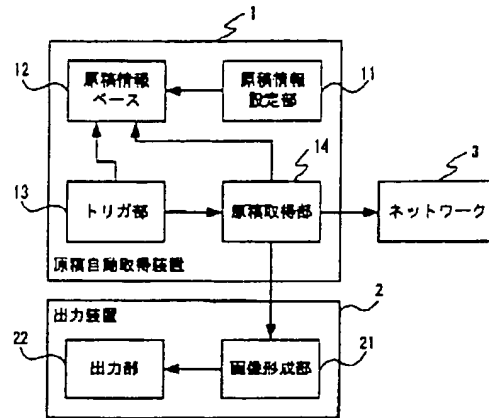 1
12
原稿情報
ベース
原稿情報
設定部
11
14
3
13
トリガ部
原稿取得部
ネットワーク
原稿自動取得装置
出力装置
2
22
出力部
画像形成部
21